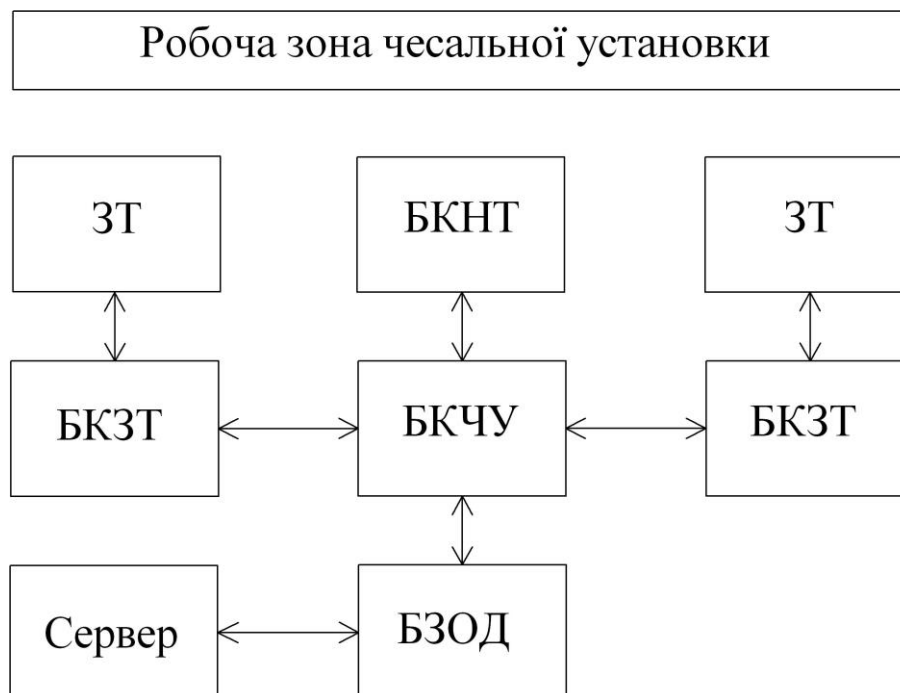 Робоча зона чесальної установки
ЗТ
БКНТ
ЗТ
БКЗТ
БКЧУ
БКЗТ
Сервер
БЗОД